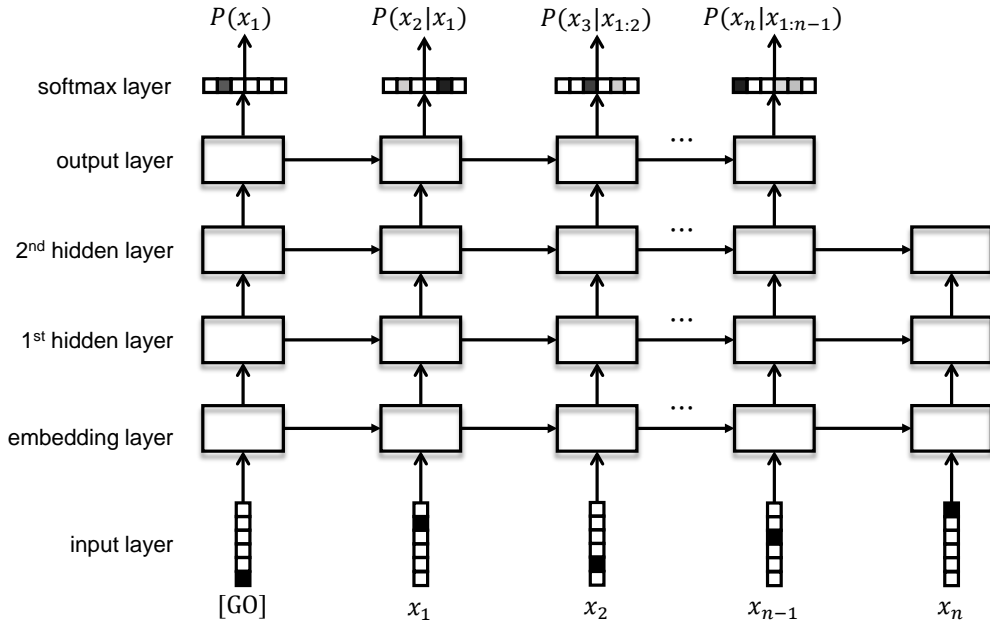 P(x₁) P(x₂|x₁) P(x₃|x₁:₂) P(xₙ|x₁:ₙ₋₁)
softmax layer
output layer
...
2nd hidden layer
...
1st hidden layer
...
embedding layer
...
input layer
[GO] x₁ x₂ xₙ₋₁ xₙ